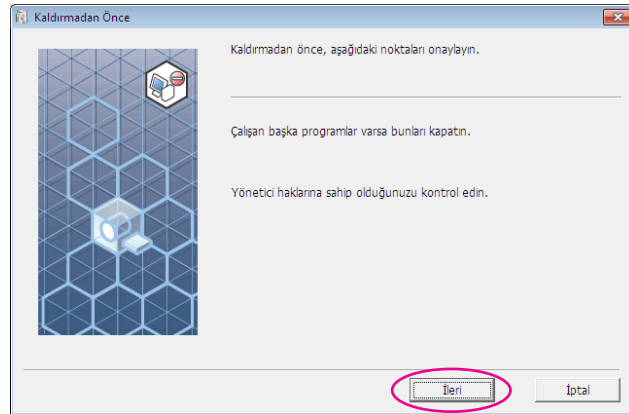 Kaldırmadan Önce
Kaldırmadan önce, aşağıdaki noktaları onaylayın.
Çalışan başka programlar varsa bunları kapatın.
Yönetici haklarına sahip olduğunuzu kontrol edin.
İleri
İptal